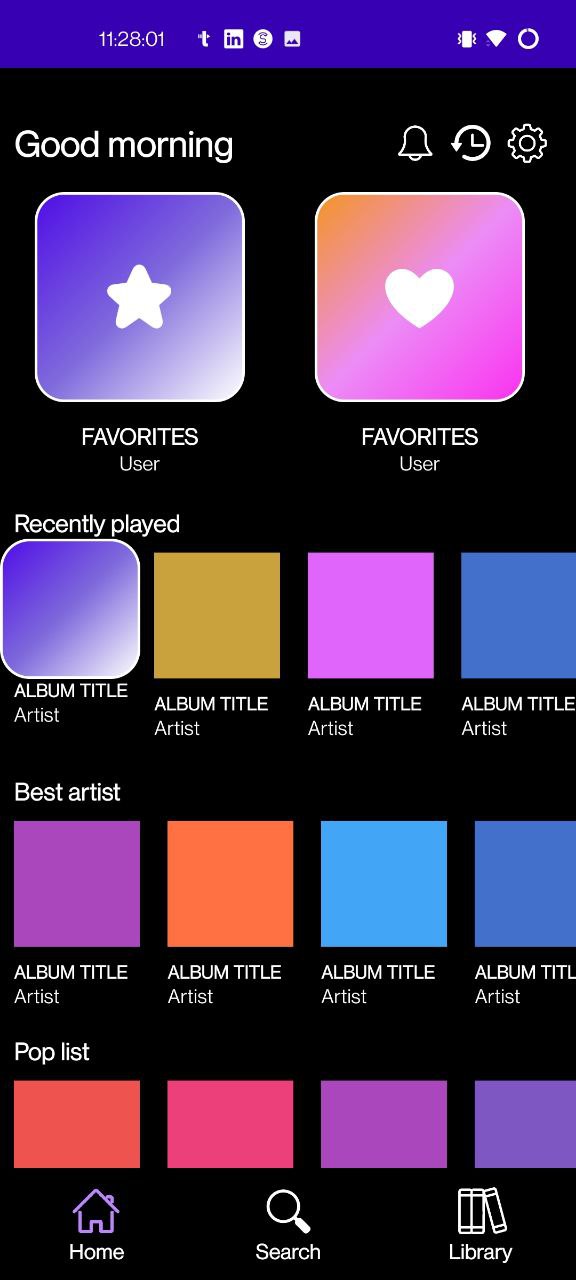 11:28:01
Good morning
FAVORITES
User
FAVORITES
User
Recently played
ALBUM TITLE
Artist
ALBUM TITLE
Artist
ALBUM TITLE
Artist
ALBUM TITLE
Artist
Best artist
ALBUM TITLE
Artist
ALBUM TITLE
Artist
ALBUM TITLE
Artist
ALBUM TITL
Artist
Pop list
Home
Search
Library